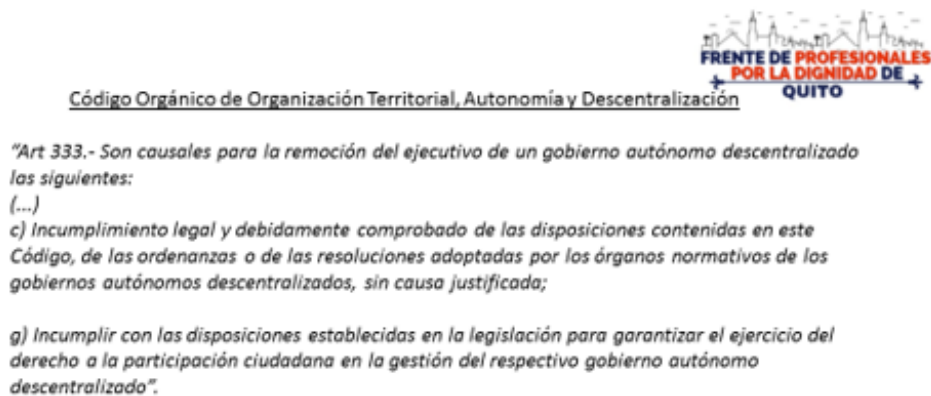 FRENTE DE PROFESIONALES
POR LA DIGNIDAD DE
QUITO
Código Orgánico de Organización Territorial, Autonomía y Descentralización
"Art 333.- Son causales para la remoción del ejecutivo de un gobierno autónomo descentralizado
las siguientes:
(...)
c) Incumplimiento legal y debidamente comprobado de las disposiciones contenidas en este
Código, de las ordenanzas o de las resoluciones adoptadas por los órganos normativos de los
gobiernos autónomos descentralizados, sin causa justificada;
g) Incumplir con las disposiciones establecidas en la legislación para garantizar el ejercicio del
derecho a la participación ciudadana en la gestión del respectivo gobierno autónomo
descentralizado".